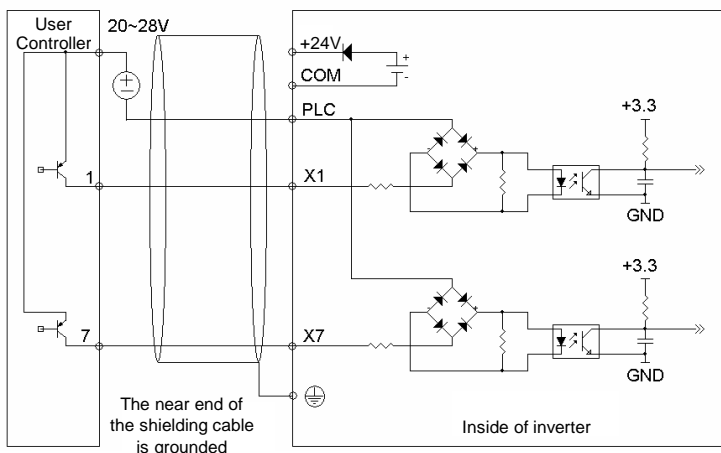 User
Controller
20~28V
+24V
+
-
COM
PLC
+3.3
-
+
1
X1
GND
+3.3
-
+
7
X7
GND
The near end of
the shielding cable
is grounded
Inside of inverter